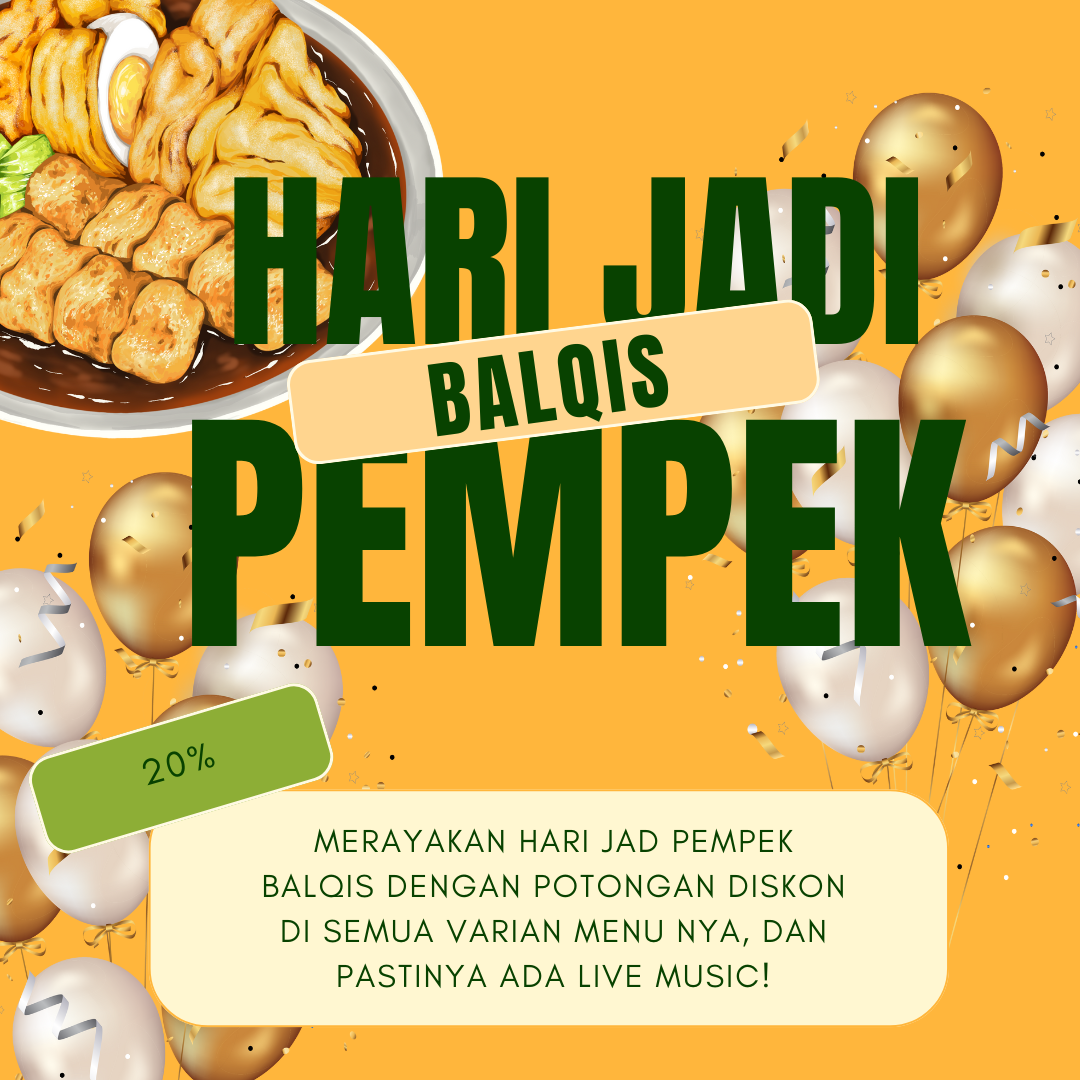 HARI JADI
BALQIS
PEMPEK
20%
MERAYAKAN HARI JAD PEMPEK
BALQIS DENGAN POTONGAN DISKON
DI SEMUA VARIAN MENU NYA, DAN
PASTINYA ADA LIVE MUSIC!